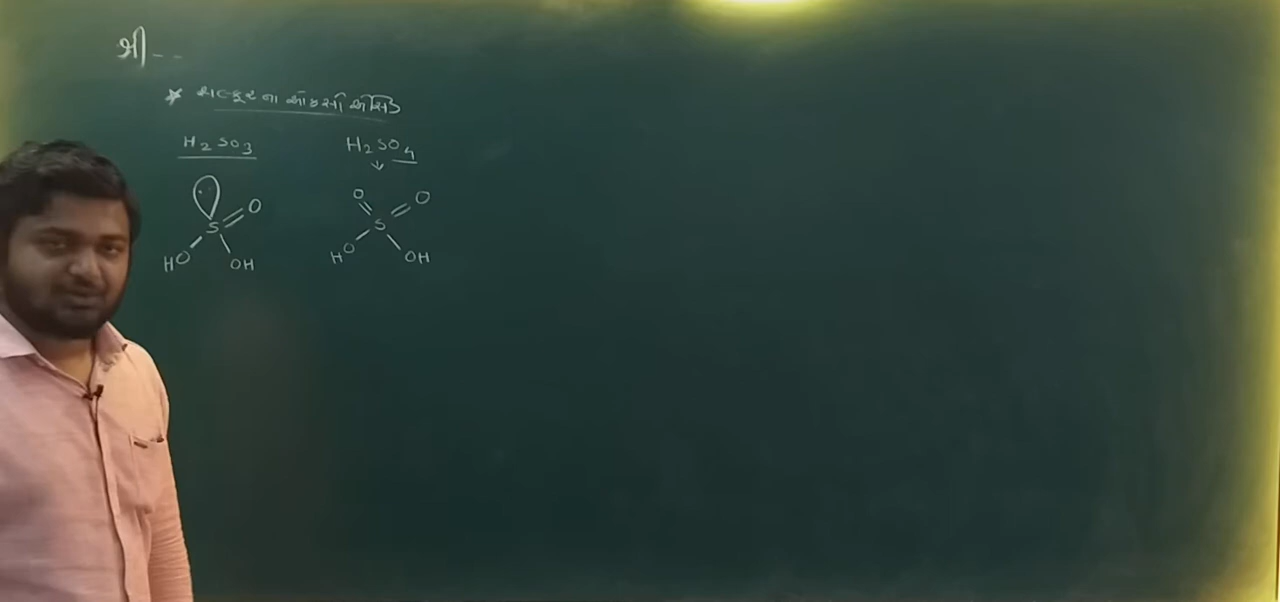 શ્રી--
* સલ્ફરના ઓક્સો એસિડ
H2SO3 H2SO4
O O O
S S
HO OH HO OH